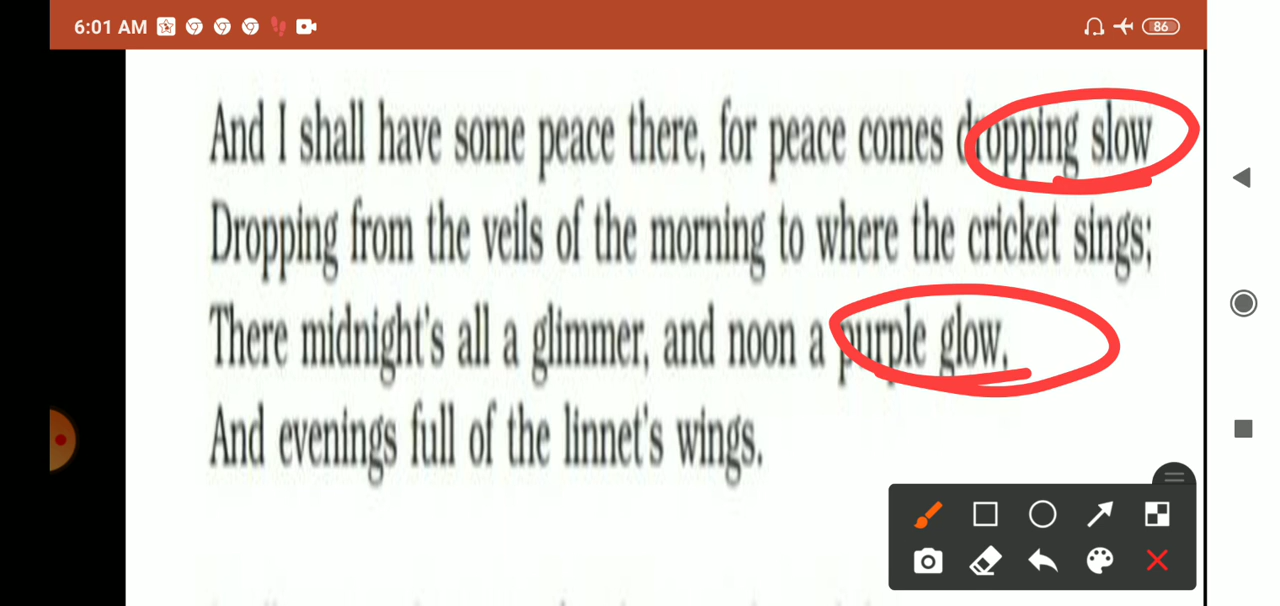 6:01 AM
86
And I shall have some peace there, for peace comes dropping slow
Dropping from the veils of the morning to where the cricket sings;
There midnight's all a glimmer, and noon a purple glow,
And evenings full of the linnet's wings.